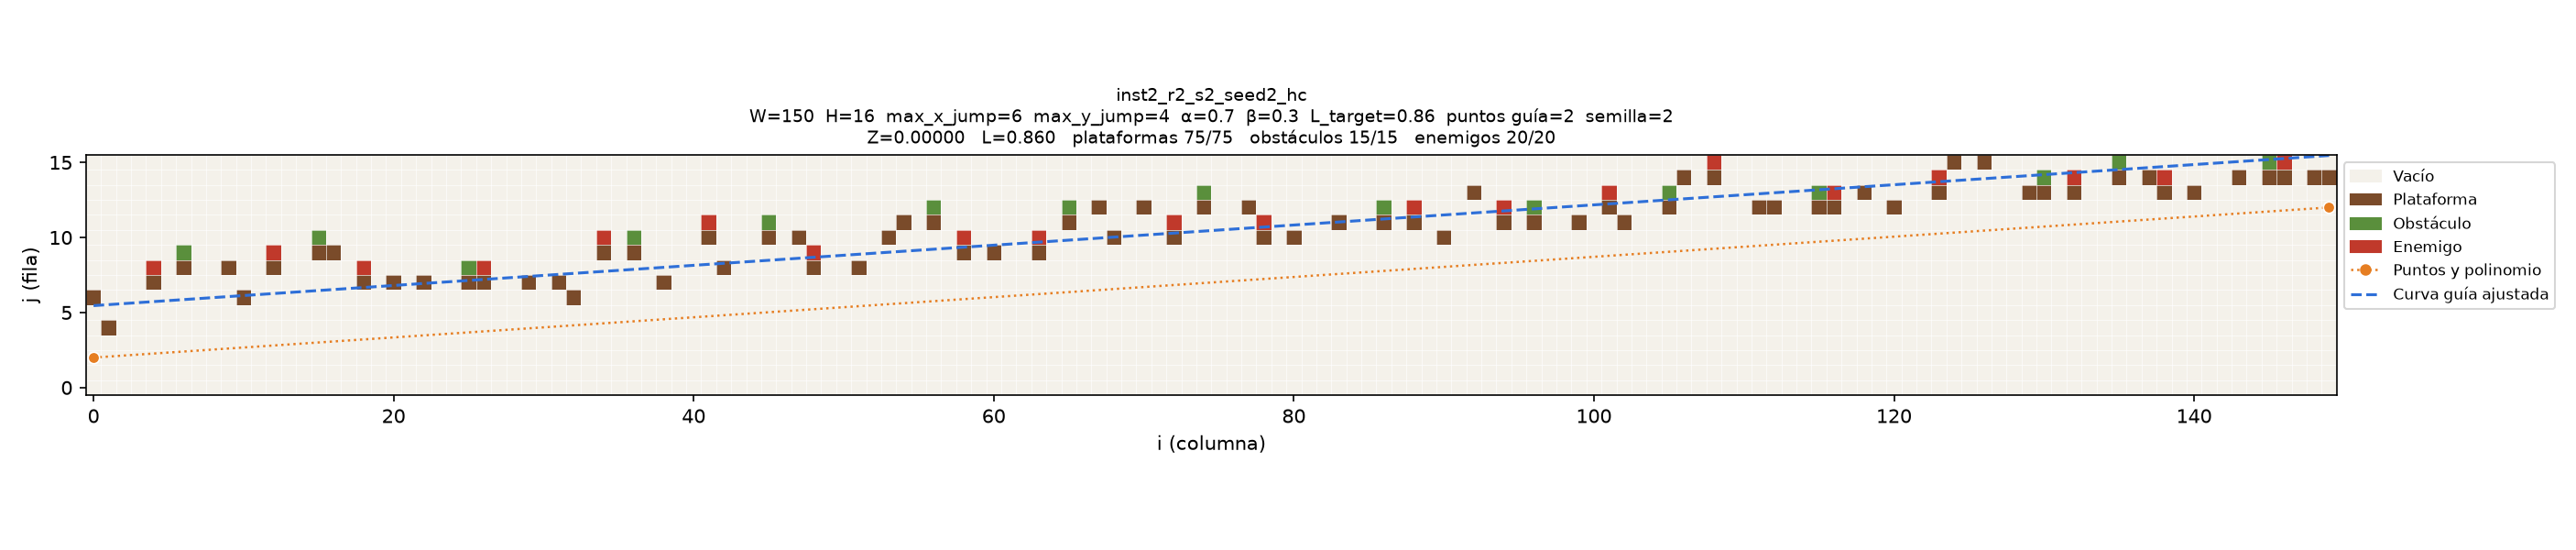 inst2_r2_s2_seed2_hc
W=150 H=16 max_x_jump=6 max_y_jump=4 α=0.7 β=0.3 L_target=0.86 puntos guía=2 semilla=2
Z=0.00000 L=0.860 plataformas 75/75 obstáculos 15/15 enemigos 20/20
15
10
5
0
j (fila)
0 20 40 60 80 100 120 140
i (columna)
Vacío
Plataforma
Obstáculo
Enemigo
Puntos y polinomio
Curva guía ajustada